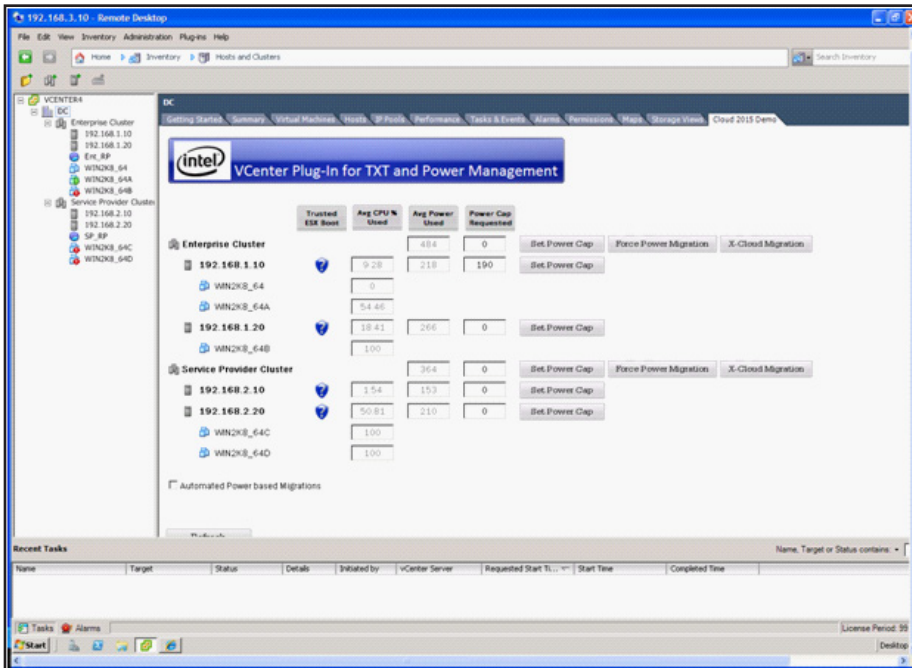 192.168.3.10 - Remote Desktop
File Edit View Inventory Administration Plug-ins Help
Home Inventory Hosts and Clusters
Search Inventory
VCENTER4
DC
Enterprise Cluster
192.168.1.10
192.168.1.20
Ent_RP
WIN2K8_64
WIN2K8_64A
WIN2K8_64B
Service Provider Cluster
192.168.2.10
192.168.2.20
SP_RP
WIN2K8_64C
WIN2K8_64D
DC
Getting Started Summary Virtual Machines Hosts IP Pools Performance Tasks & Events Alarms Permissions Maps Storage Views Cloud 2015 Demo
intel VCenter Plug-In for TXT and Power Management
Trusted ESX Boot
Avg CPU % Used
Avg Power Used
Power Cap Requested
Enterprise Cluster 484 0 Set Power Cap Force Power Migration X-Cloud Migration
192.168.1.10 9.28 218 190 Set Power Cap
WIN2K8_64 0
WIN2K8_64A 54.46
192.168.1.20 18.41 266 0 Set Power Cap
WIN2K8_64B 100
Service Provider Cluster 364 0 Set Power Cap Force Power Migration X-Cloud Migration
192.168.2.10 1.54 153 0 Set Power Cap
192.168.2.20 50.81 210 0 Set Power Cap
WIN2K8_64C 100
WIN2K8_64D 100
Automated Power based Migrations
Refresh
Recent Tasks Name, Target or Status contains:
Name Target Status Details Initiated by vCenter Server Requested Start Ti... Start Time Completed Time
Tasks Alarms License Period: 99
Start Desktop